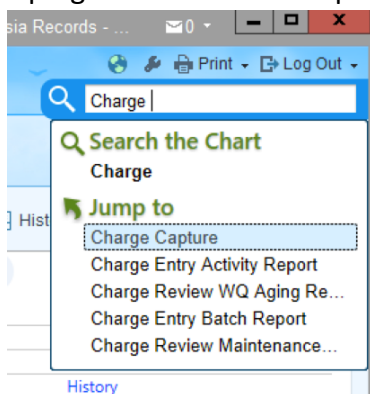 sia Records - ... 0
Print Log Out
Charge
Search the Chart
Charge
Jump to
Hist
Charge Capture
Charge Entry Activity Report
Charge Review WQ Aging Re...
Charge Entry Batch Report
Charge Review Maintenance...
History